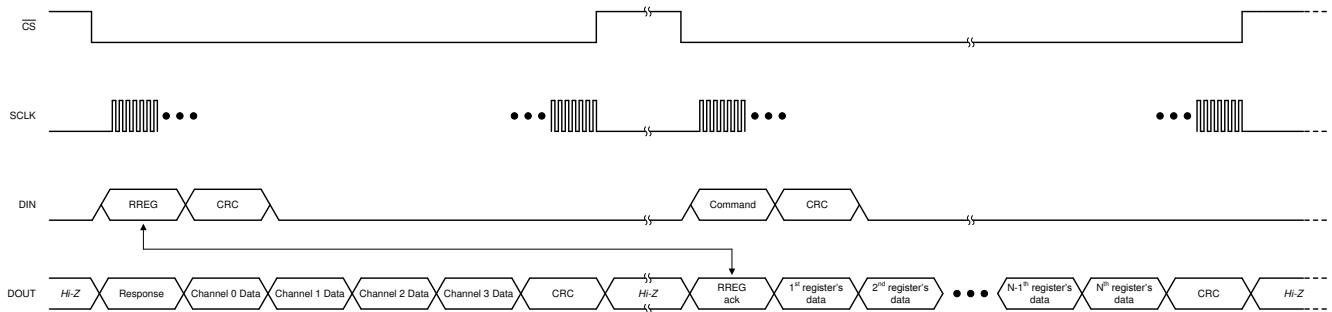 CS
SCLK
DIN
RREG
CRC
Command
CRC
DOUT
Hi-Z
Response
Channel 0 Data
Channel 1 Data
Channel 2 Data
Channel 3 Data
CRC
Hi-Z
RREG
ack
1st register's
data
2nd register's
data
N-1th register's
data
Nth register's
data
CRC
Hi-Z